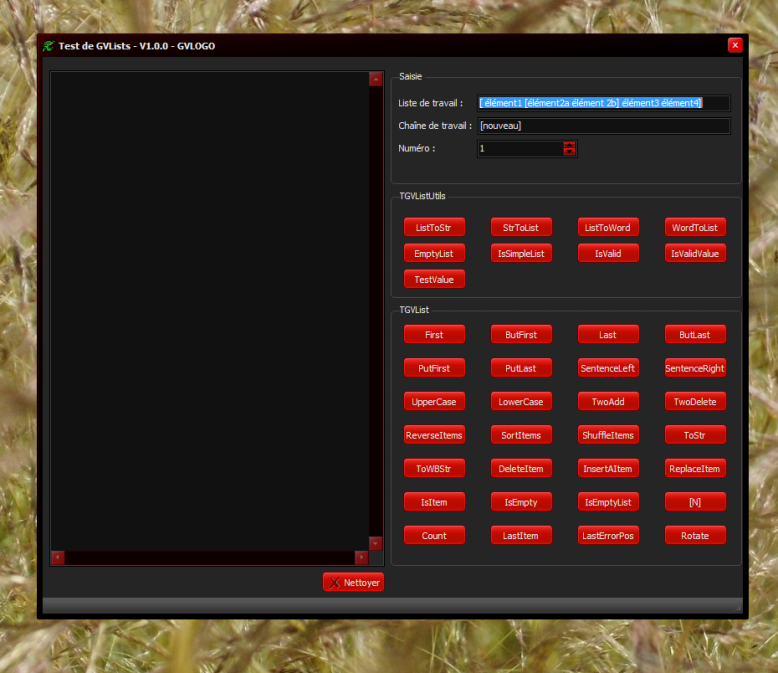 Test de GVLists - V1.0.0 - GVLOGO
Saisie
Liste de travail : [ élément1 [élément2a élément 2b] élément3 élément4]
Chaîne de travail : [nouveau]
Numéro : 1
TGVListUtils
ListToStr StrToList ListToWord WordToList
EmptyList IsSimpleList IsValid IsValidValue
TestValue
TGVList
First ButFirst Last ButLast
PutFirst PutLast SentenceLeft SentenceRight
UpperCase LowerCase TwoAdd TwoDelete
ReverseItems SortItems ShuffleItems ToStr
ToWBStr DeleteItem InsertAItem ReplaceItem
IsItem IsEmpty IsEmptyList [N]
Count LastItem LastErrorPos Rotate
Nettoyer